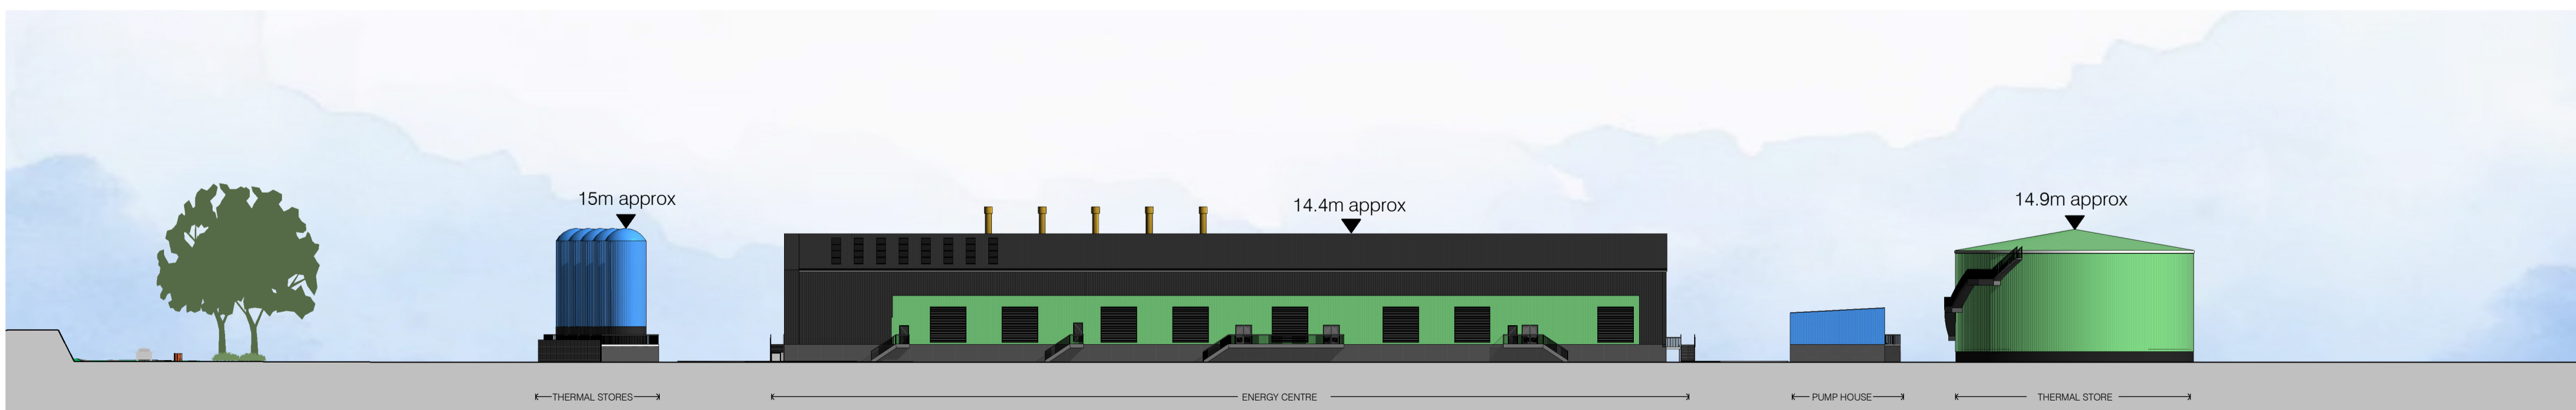 15m approx
14.4m approx
14.9m approx
THERMAL STORES
ENERGY CENTRE
PUMP HOUSE
THERMAL STORE